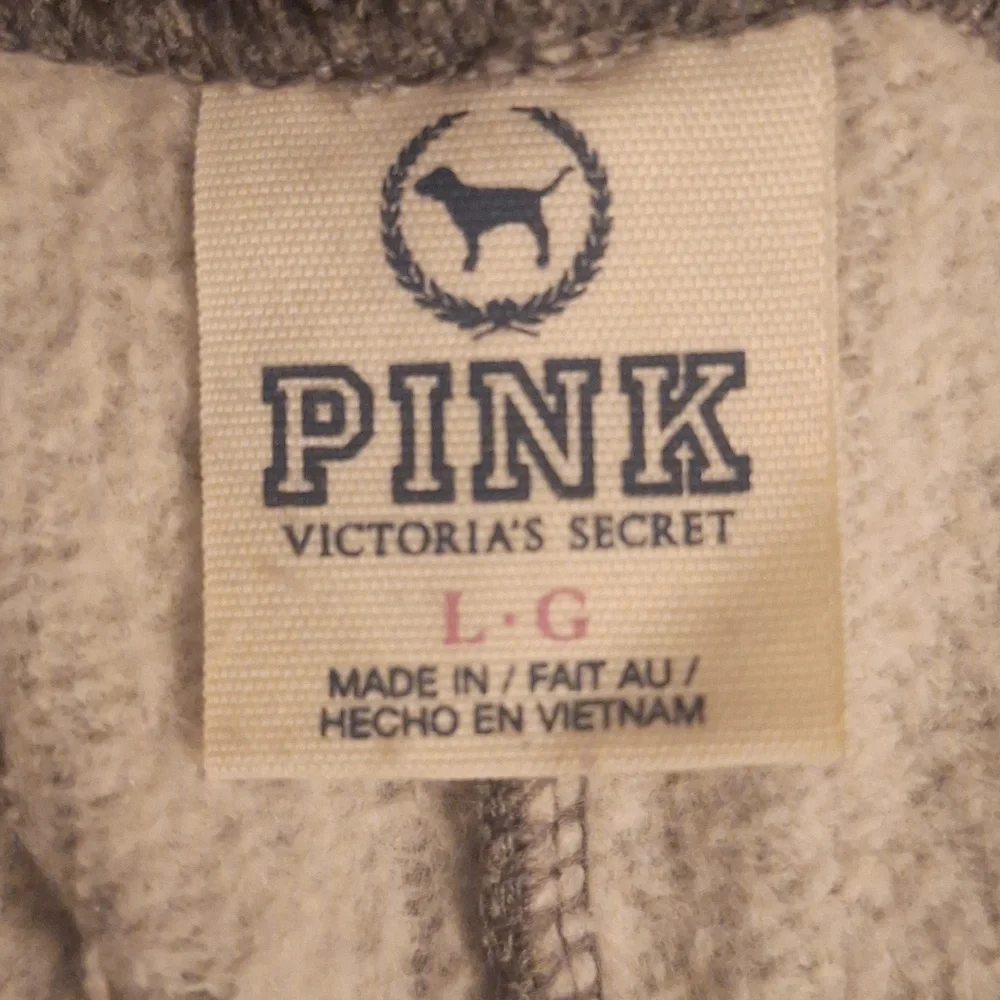 PINK
VICTORIA'S SECRET
L·G
MADE IN / FAIT AU /
HECHO EN VIETNAM